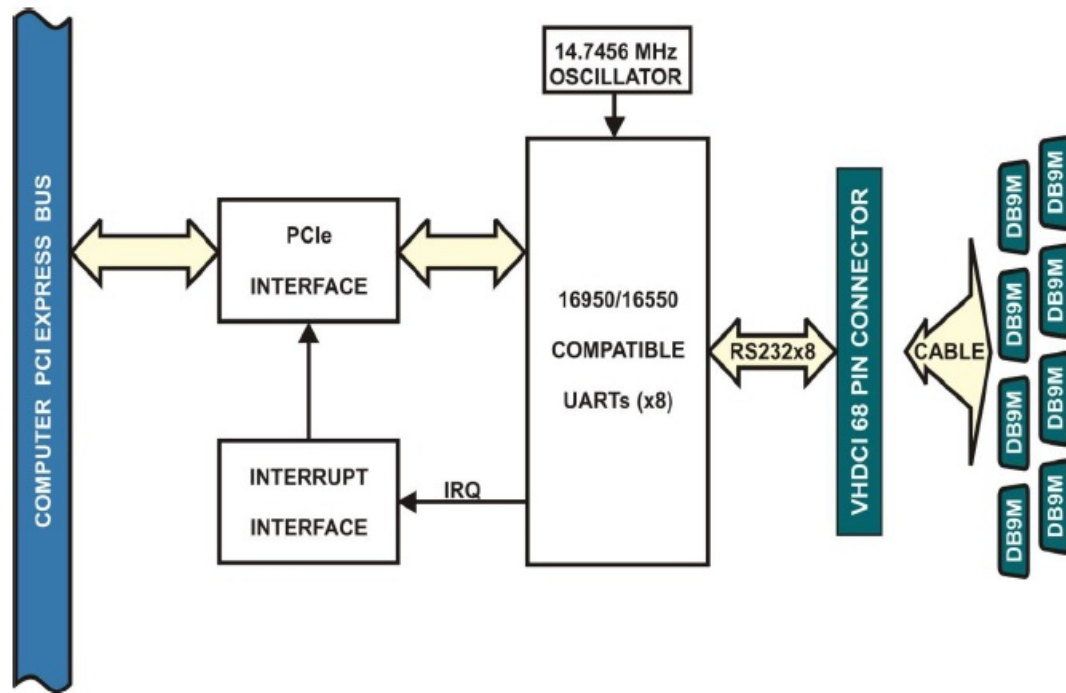 COMPUTER PCI EXPRESS BUS
14.7456 MHz
OSCILLATOR
PCIe
INTERFACE
16950/16550
COMPATIBLE
UARTs (x8)
INTERRUPT
INTERFACE
IRQ
RS232x8
VHDCI 68 PIN CONNECTOR
CABLE
DB9M
DB9M
DB9M
DB9M
DB9M
DB9M
DB9M
DB9M